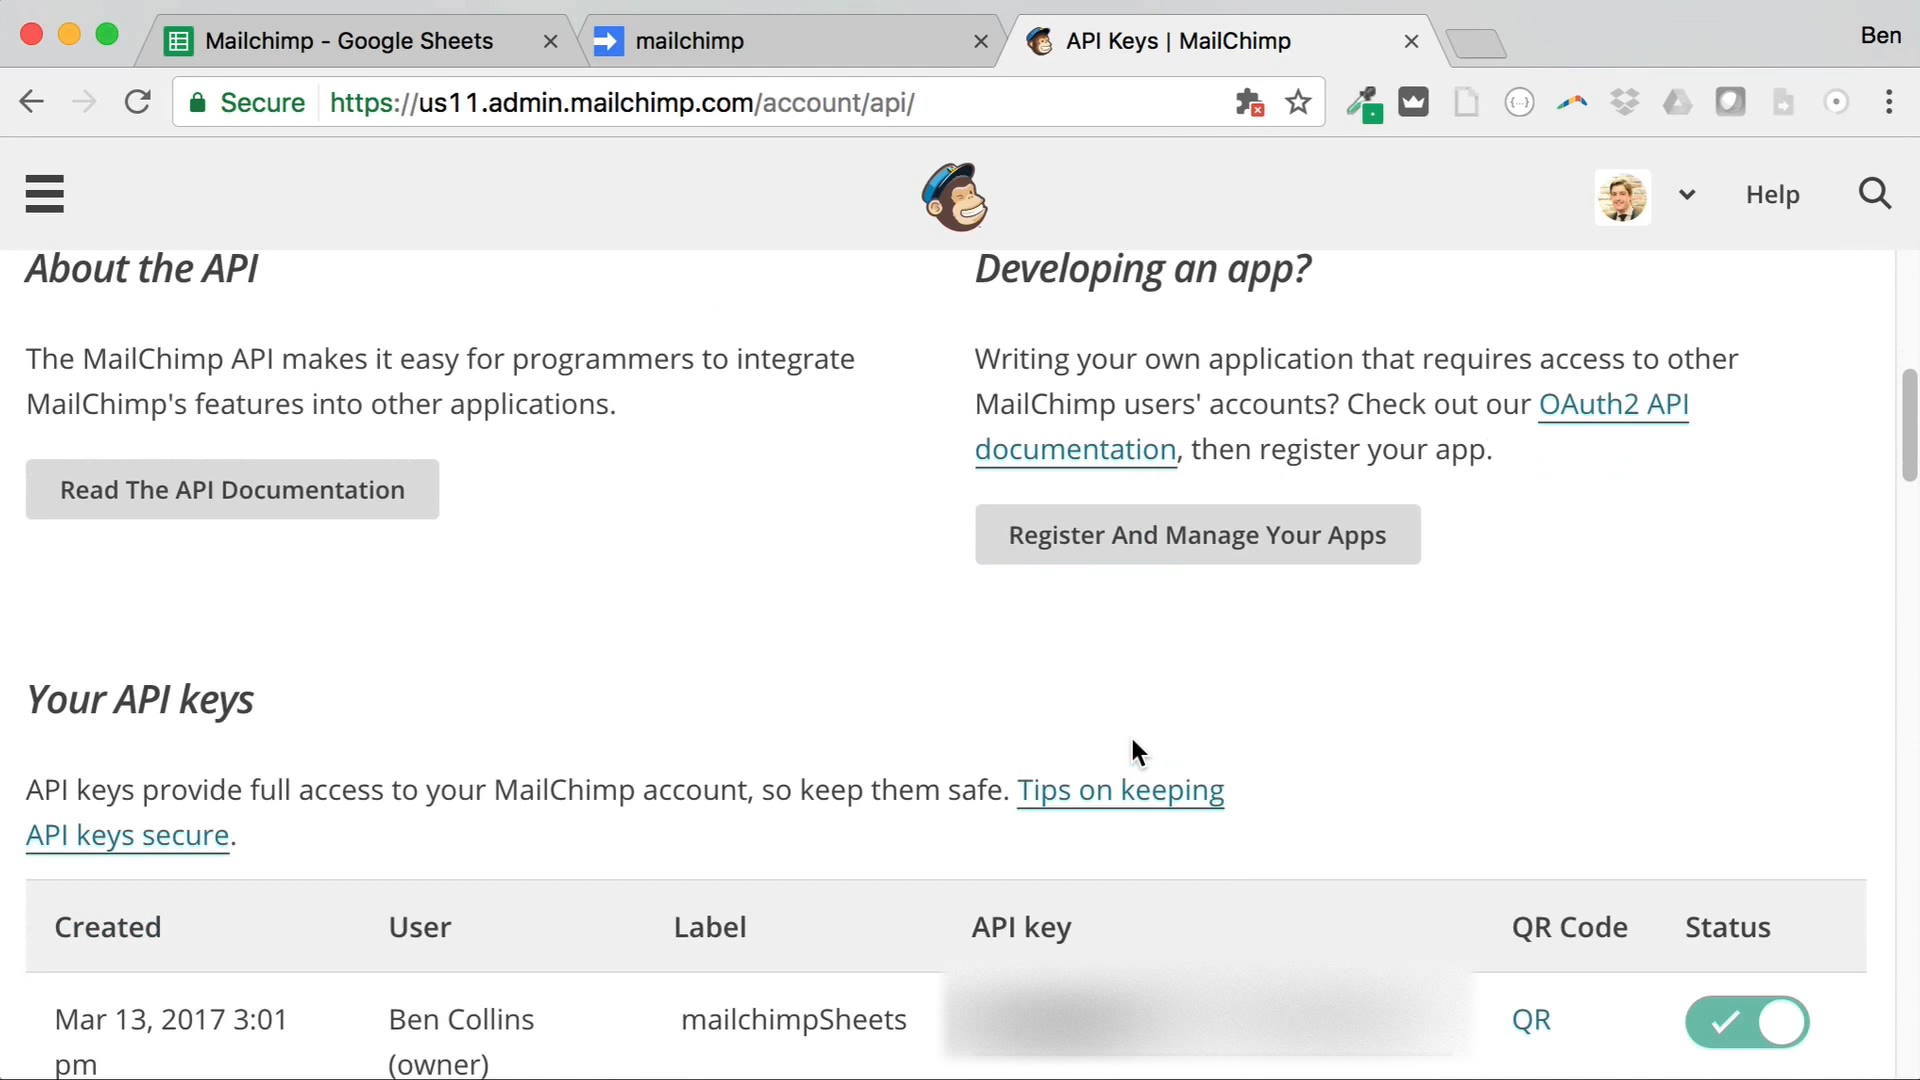 Mailchimp - Google Sheets
mailchimp
API Keys | MailChimp
Ben
Secure
https://us11.admin.mailchimp.com/account/api/
Help
About the API
The MailChimp API makes it easy for programmers to integrate
MailChimp's features into other applications.
Read The API Documentation
Developing an app?
Writing your own application that requires access to other
MailChimp users' accounts? Check out our OAuth2 API
documentation, then register your app.
Register And Manage Your Apps
Your API keys
API keys provide full access to your MailChimp account, so keep them safe. Tips on keeping
API keys secure.
Created User Label API key QR Code Status
Mar 13, 2017 3:01 Ben Collins mailchimpSheets QR
pm (owner)